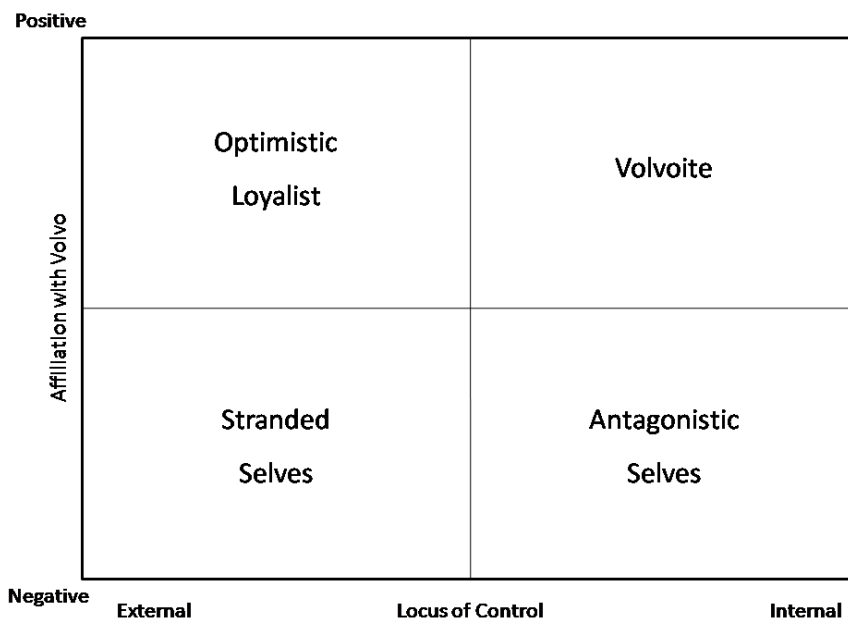 Positive
Optimistic
Loyalist
Volvoite
Affiliation with Volvo
Stranded
Selves
Antagonistic
Selves
Negative
External
Locus of Control
Internal